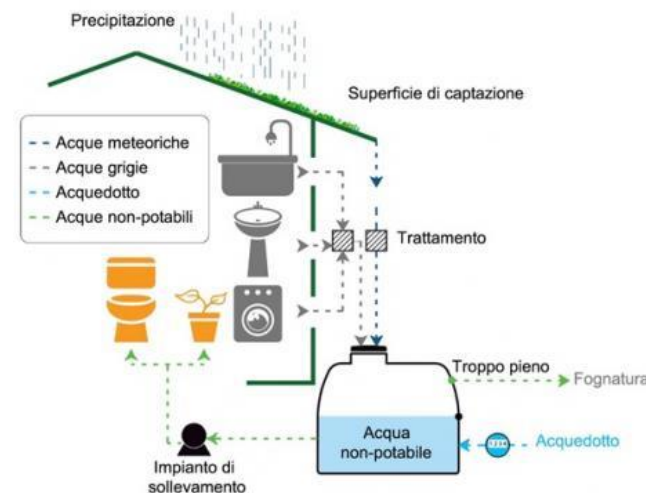 Precipitazione
Superficie di captazione
Acque meteoriche
Acque grigie
Acquedotto
Acque non-potabili
Trattamento
Troppo pieno
Fognatura
Acqua
non-potabile
Acquedotto
Impianto di
sollevamento